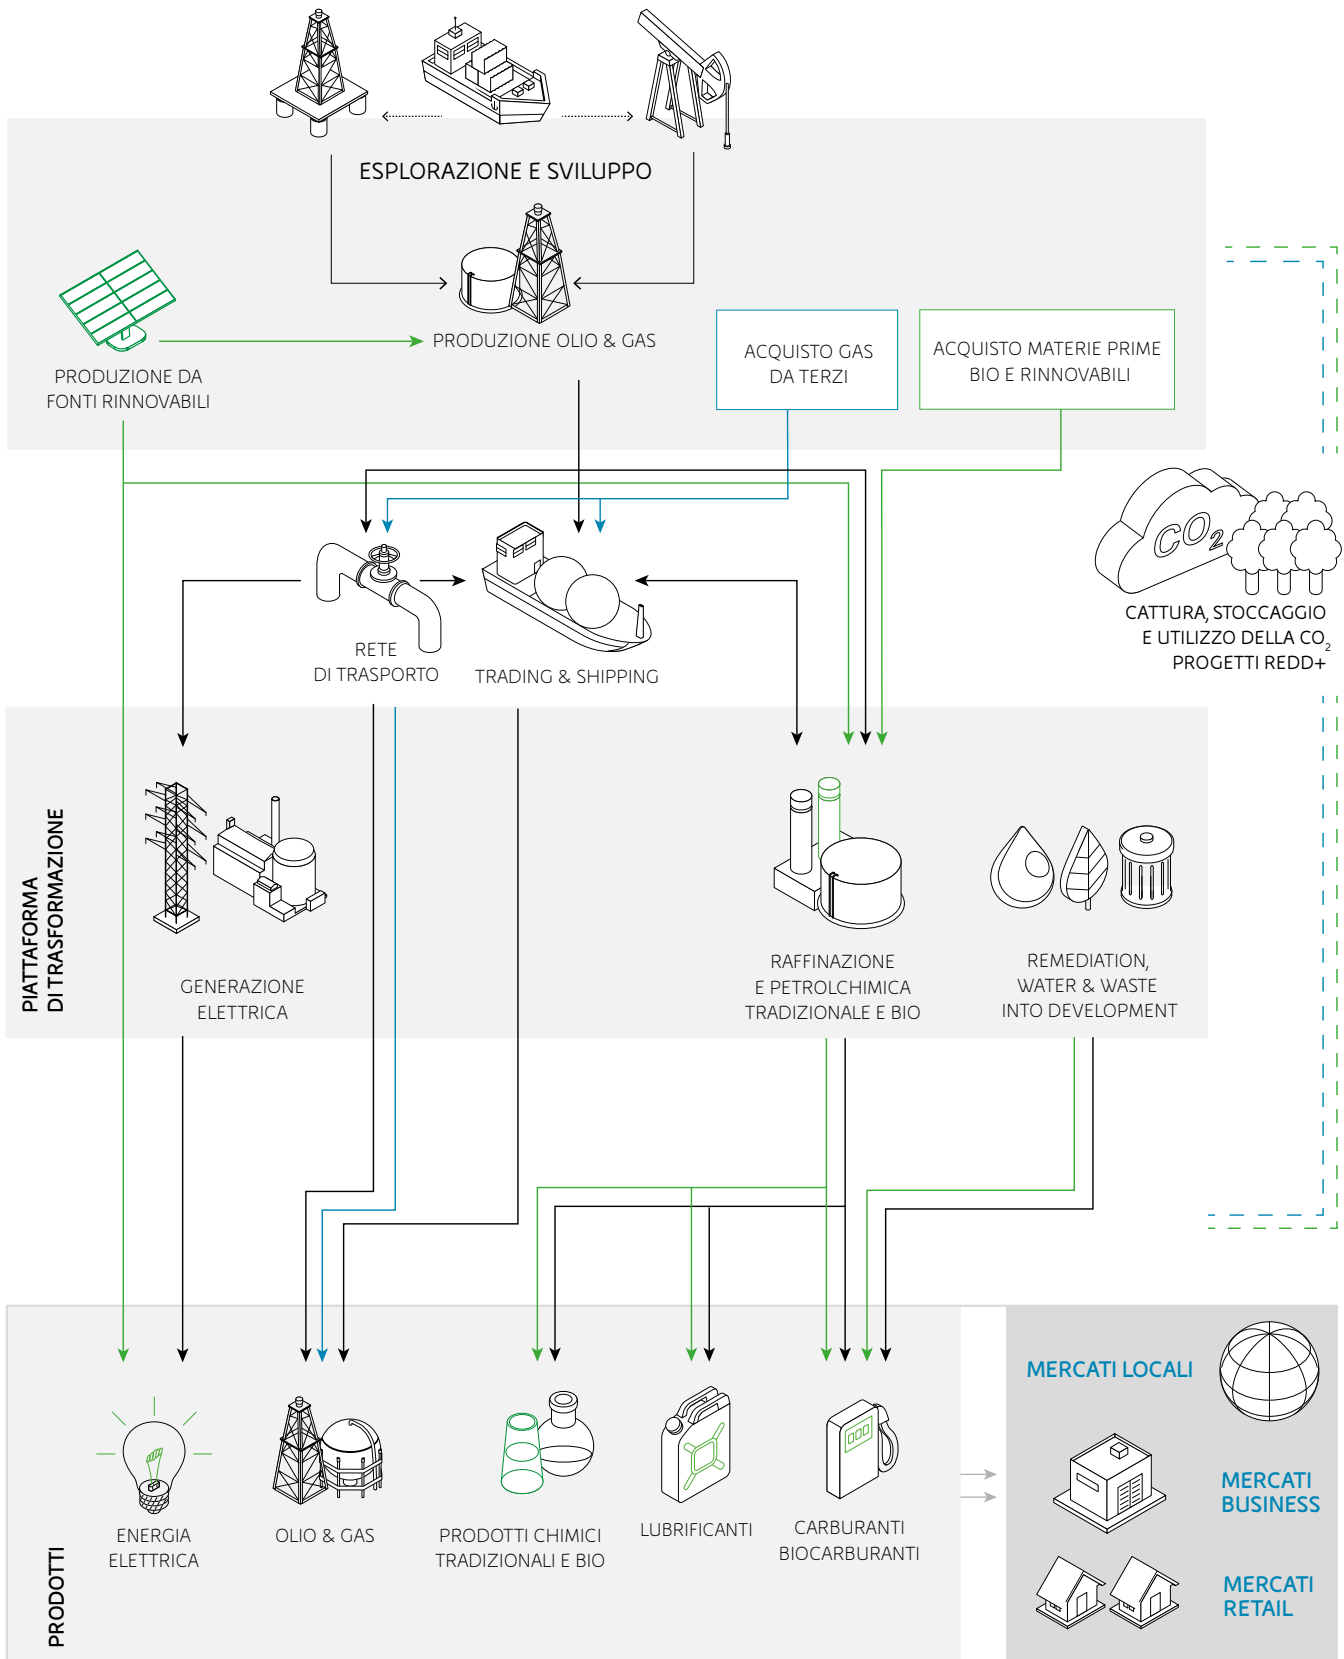 ESPLORAZIONE E SVILUPPO
PRODUZIONE OLIO & GAS
PRODUZIONE DA
FONTI RINNOVABILI
ACQUISTO GAS
DA TERZI
ACQUISTO MATERIE PRIME
BIO E RINNOVABILI
CO2
CATTURA, STOCCAGGIO
E UTILIZZO DELLA CO2
PROGETTI REDD+
RETE
DI TRASPORTO
TRADING & SHIPPING
PIATTAFORMA
DI TRASFORMAZIONE
GENERAZIONE
ELETTRICA
RAFFINAZIONE
E PETROLCHIMICA
TRADIZIONALE E BIO
REMEDIATION,
WATER & WASTE
INTO DEVELOPMENT
PRODOTTI
ENERGIA
ELETTRICA
OLIO & GAS
PRODOTTI CHIMICI
TRADIZIONALI E BIO
LUBRIFICANTI
CARBURANTI
BIOCARBURANTI
MERCATI LOCALI
MERCATI
BUSINESS
MERCATI
RETAIL